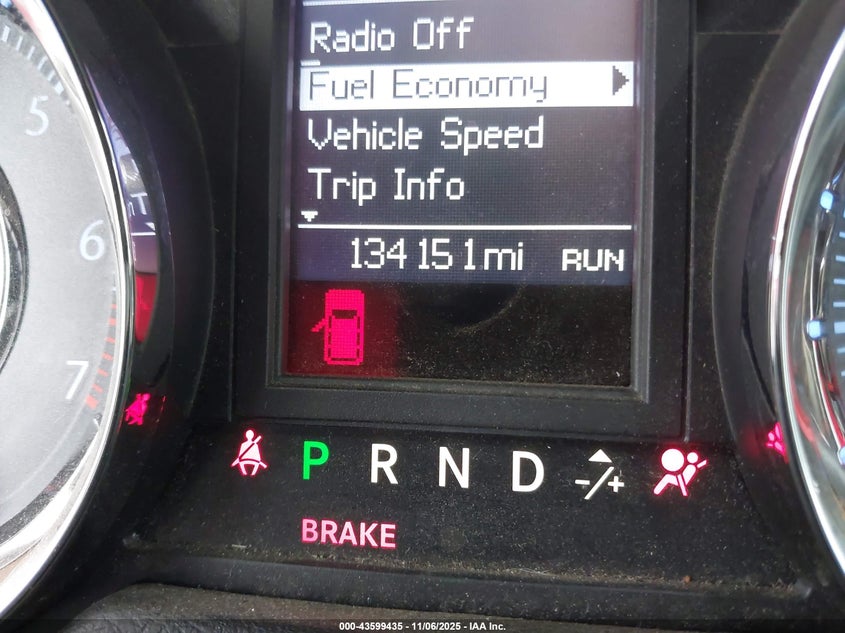 Radio Off
Fuel Economy
Vehicle Speed
Trip Info
134151mi RUN
5
6
7
P R N D -/+
BRAKE
000-43599435 - 11/06/2025 - IAA Inc.